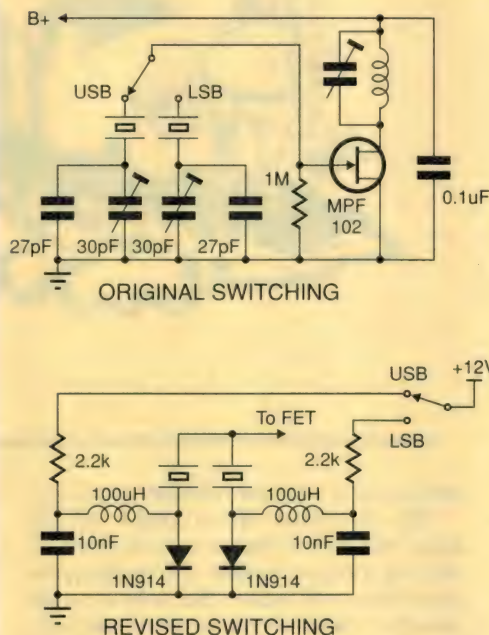 B+
USB
LSB
1M
MPF
102
0.1uF
27pF
30pF
30pF
27pF
ORIGINAL SWITCHING
USB
+12V
LSB
To FET
2.2k
2.2k
100uH
100uH
10nF
10nF
1N914
1N914
REVISED SWITCHING